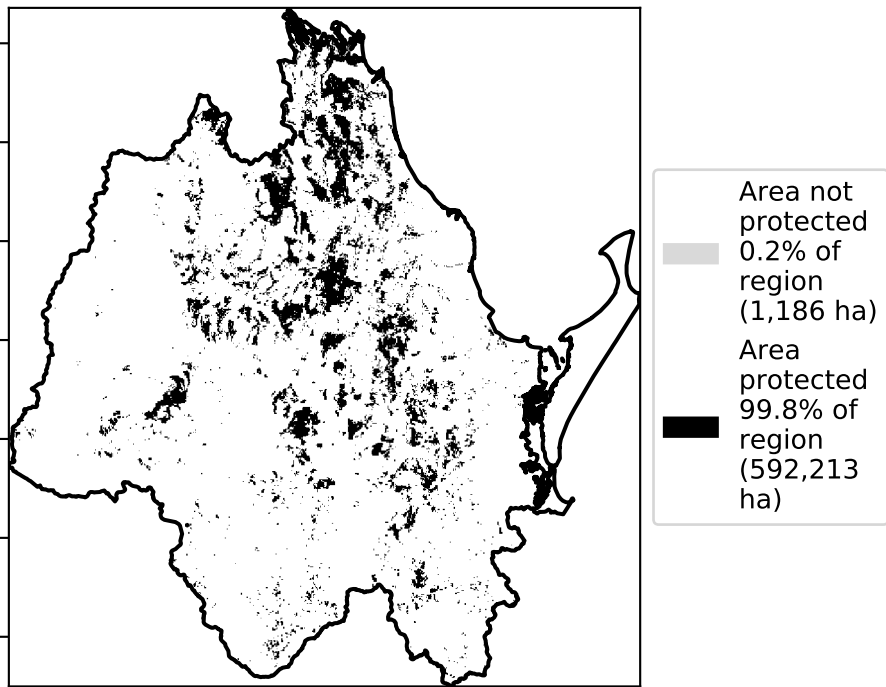 Area not
protected
0.2% of
region
(1,186 ha)
Area
protected
99.8% of
region
(592,213
ha)